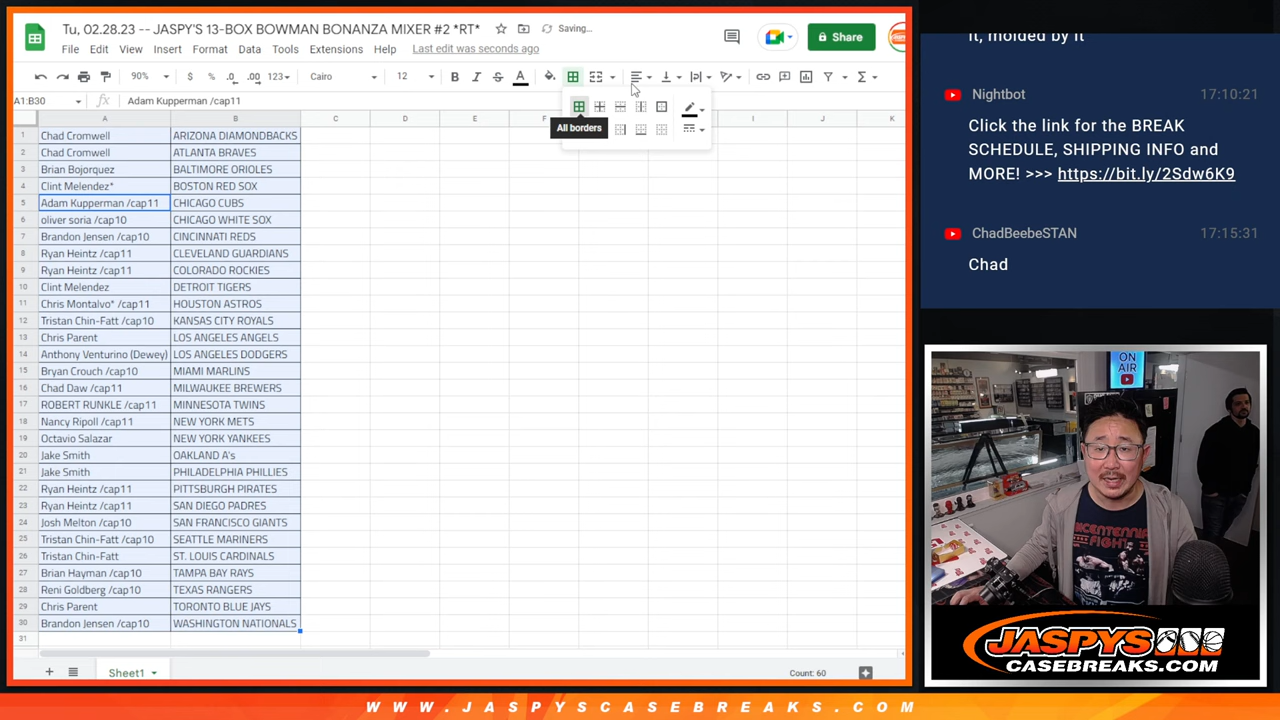 Tu, 02.28.23 -- JASPY'S 13-BOX BOWMAN BONANZA MIXER #2 *RT*
Saving...
File Edit View Insert Format Data Tools Extensions Help Last edit was seconds ago
Share
90% $ % .0 .00 123 Cairo 12 B I S A
A1:B30 fx Adam Kupperman /cap11
A B C D E F G H I J K
1 Chad Cromwell ARIZONA DIAMONDBACKS
2 Chad Cromwell ATLANTA BRAVES
3 Brian Bojorquez BALTIMORE ORIOLES
4 Clint Melendez* BOSTON RED SOX
5 Adam Kupperman /cap11 CHICAGO CUBS
6 oliver soria /cap10 CHICAGO WHITE SOX
7 Brandon Jensen /cap10 CINCINNATI REDS
8 Ryan Heintz /cap11 CLEVELAND GUARDIANS
9 Ryan Heintz /cap11 COLORADO ROCKIES
10 Clint Melendez DETROIT TIGERS
11 Chris Montalvo* /cap11 HOUSTON ASTROS
12 Tristan Chin-Fatt /cap10 KANSAS CITY ROYALS
13 Chris Parent LOS ANGELES ANGELS
14 Anthony Venturino (Dewey) LOS ANGELES DODGERS
15 Bryan Crouch /cap10 MIAMI MARLINS
16 Chad Daw /cap11 MILWAUKEE BREWERS
17 ROBERT RUNKLE /cap11 MINNESOTA TWINS
18 Nancy Ripoll /cap11 NEW YORK METS
19 Octavio Salazar NEW YORK YANKEES
20 Jake Smith OAKLAND A's
21 Jake Smith PHILADELPHIA PHILLIES
22 Ryan Heintz /cap11 PITTSBURGH PIRATES
23 Ryan Heintz /cap11 SAN DIEGO PADRES
24 Josh Melton /cap10 SAN FRANCISCO GIANTS
25 Tristan Chin-Fatt /cap10 SEATTLE MARINERS
26 Tristan Chin-Fatt ST. LOUIS CARDINALS
27 Brian Hayman /cap10 TAMPA BAY RAYS
28 Reni Goldberg /cap10 TEXAS RANGERS
29 Chris Parent TORONTO BLUE JAYS
30 Brandon Jensen /cap10 WASHINGTON NATIONALS
31
All borders
Sheet1
Count: 60
it, molded by it
Nightbot 17:10:21
Click the link for the BREAK
SCHEDULE, SHIPPING INFO and
MORE! >>> https://bit.ly/2Sdw6K9
ChadBeebeSTAN 17:15:31
Chad
ON
AIR
BICENTENNIAL
FIGHT
JASPYS
CASEBREAKS.COM
WWW.JASPYSCASEBREAKS.COM